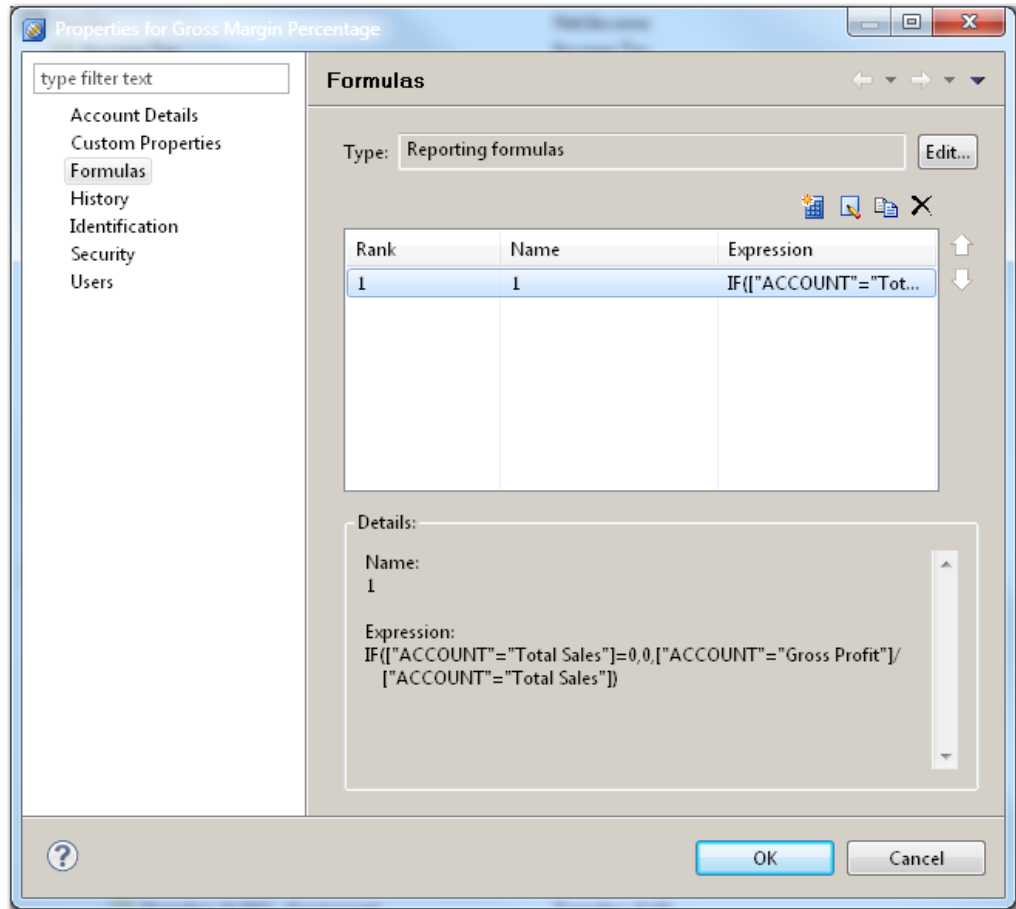 Properties for Gross Margin Percentage
type filter text
Account Details
Custom Properties
Formulas
History
Identification
Security
Users
Formulas
Type: Reporting formulas Edit...
Rank Name Expression
1 1 IF(["ACCOUNT"="Tot...
Details:
Name:
1
Expression:
IF(["ACCOUNT"="Total Sales"]=0,0,["ACCOUNT"="Gross Profit"]/
["ACCOUNT"="Total Sales"])
OK Cancel